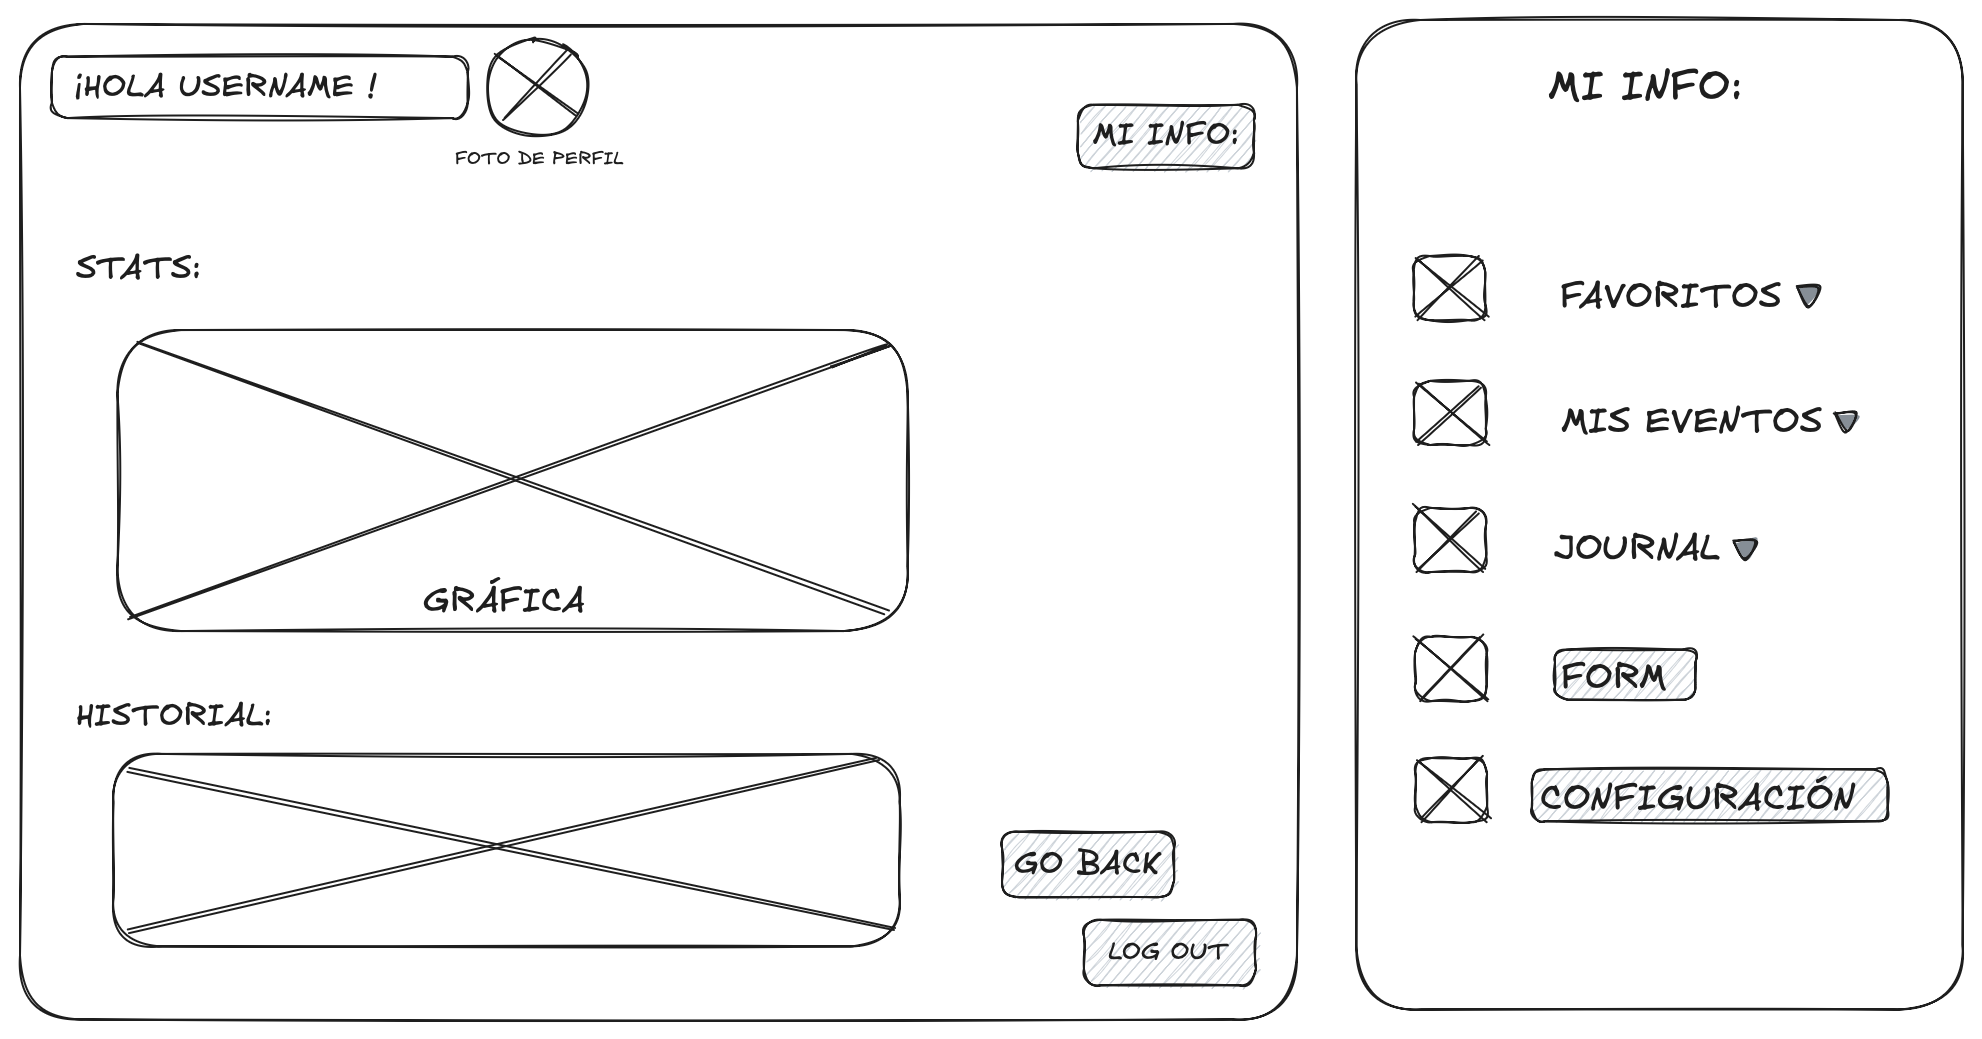 ¡HOLA USERNAME !
FOTO DE PERFIL
MI INFO:
STATS:
GRÁFICA
HISTORIAL:
GO BACK
LOG OUT
MI INFO:
FAVORITOS
MIS EVENTOS
JOURNAL
FORM
CONFIGURACIÓN